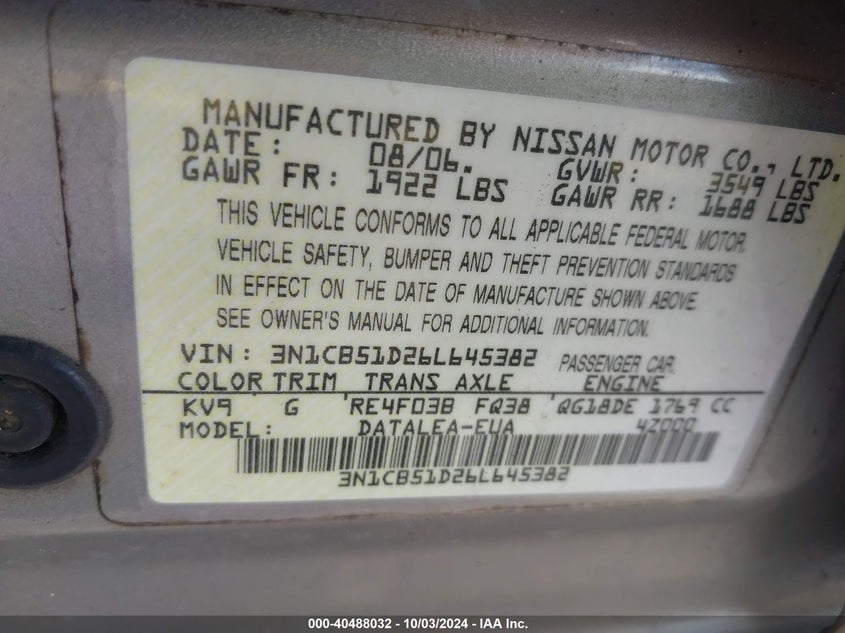 MANUFACTURED BY NISSAN MOTOR CO., LTD.
DATE: 08/06. GVWR: 3549 LBS
GAWR FR: 1922 LBS GAWR RR: 1688 LBS
THIS VEHICLE CONFORMS TO ALL APPLICABLE FEDERAL MOTOR
VEHICLE SAFETY, BUMPER AND THEFT PREVENTION STANDARDS
IN EFFECT ON THE DATE OF MANUFACTURE SHOWN ABOVE.
SEE OWNER'S MANUAL FOR ADDITIONAL INFORMATION.
VIN: 3N1CB51D26L645382 PASSENGER CAR.
COLOR TRIM TRANS AXLE ENGINE
KV9 G RE4F03B FQ38 QG18DE 1769 CC
MODEL: DATALEA-EUA 4Z000
3N1CB51D26L645382
000-40488032 - 10/03/2024 - IAA Inc.